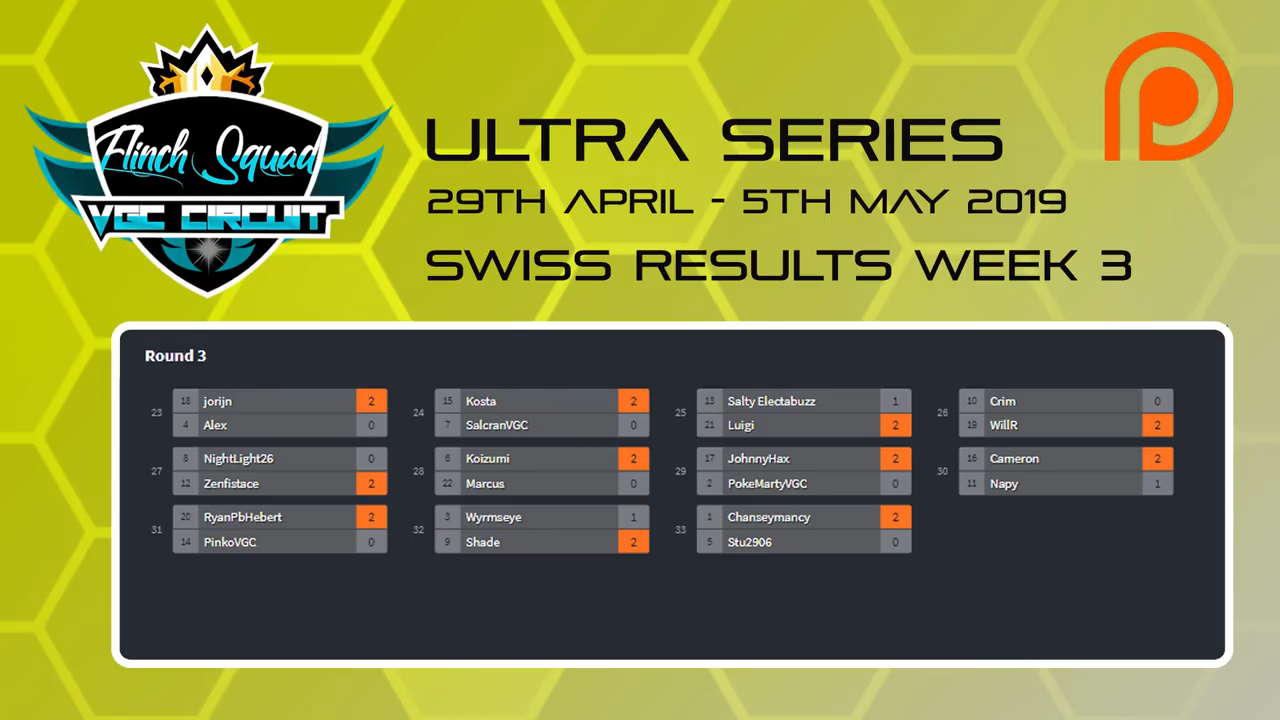 Flinch Squad
VGC CIRCUIT
ULTRA SERIES
29TH APRIL - 5TH MAY 2019
SWISS RESULTS WEEK 3
Round 3
23
18 jorijn 2
4 Alex 0
24
15 Kosta 2
7 SalcranVGC 0
25
13 Salty Electabuzz 1
21 Luigi 2
26
10 Crim 0
19 WillR 2
27
8 NightLight26 0
12 Zenfistace 2
28
6 Koizumi 2
22 Marcus 0
29
17 JohnnyHax 2
2 PokeMartyVGC 0
30
16 Cameron 2
11 Napy 1
31
20 RyanPbHebert 2
14 PinkoVGC 0
32
3 Wyrmseye 1
9 Shade 2
33
1 Chanseymancy 2
5 Stu2906 0